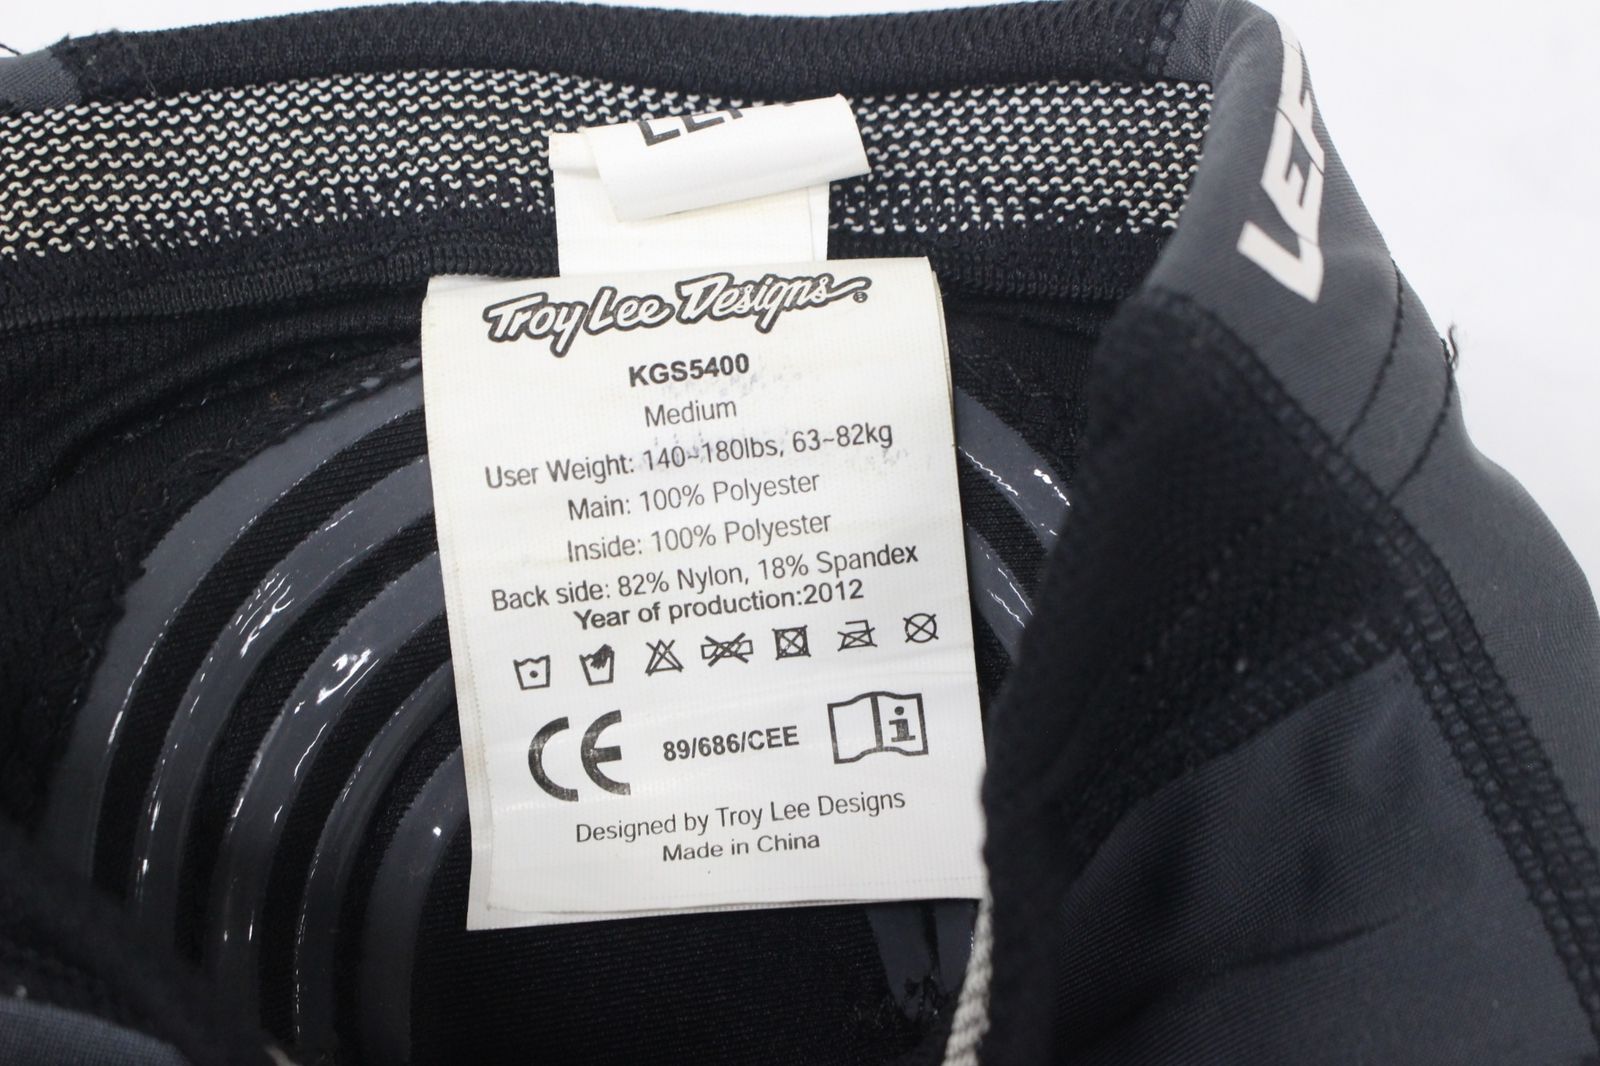 Troy Lee Designs
KGS5400
Medium
User Weight: 140~180lbs, 63~82kg
Main: 100% Polyester
Inside: 100% Polyester
Back side: 82% Nylon, 18% Spandex
Year of production:2012
CE 89/686/CEE i
Designed by Troy Lee Designs
Made in China